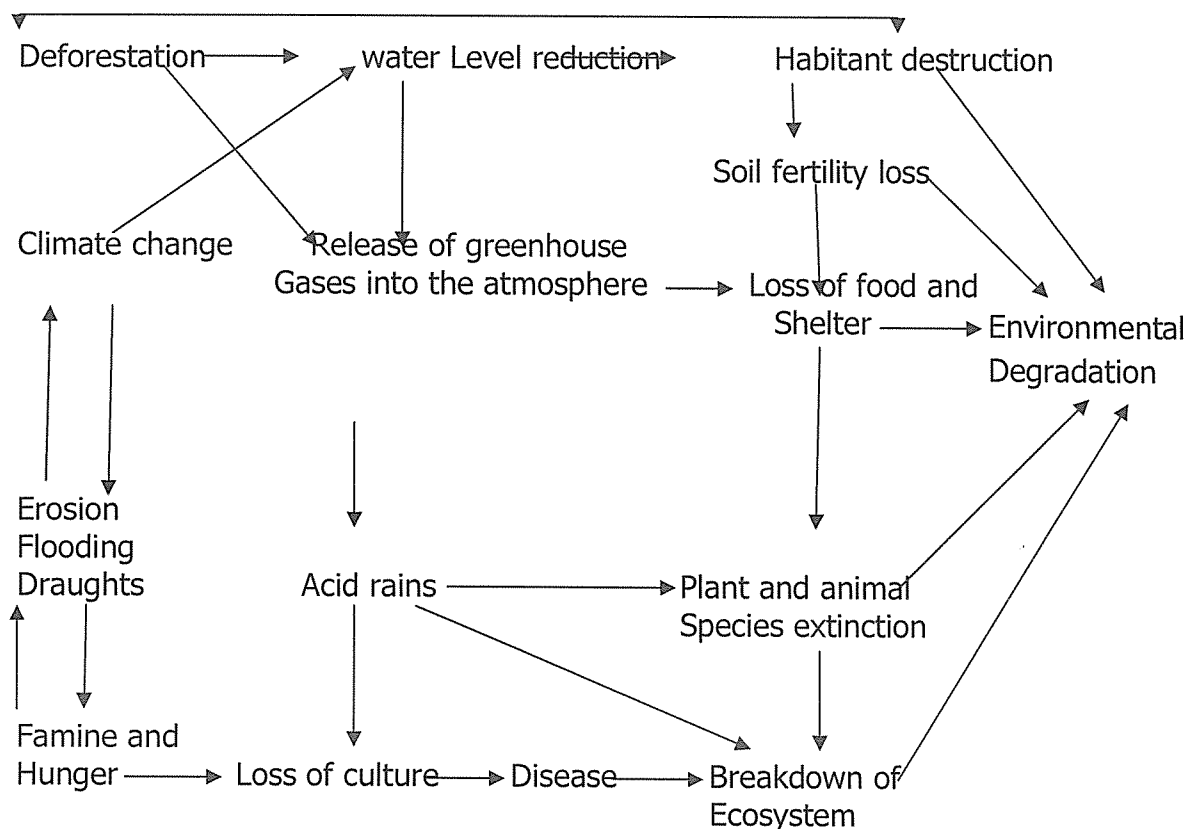 Deforestation
water Level reduction
Habitant destruction
Soil fertility loss
Climate change
Release of greenhouse
Gases into the atmosphere
Loss of food and
Shelter
Environmental
Degradation
Erosion
Flooding
Draughts
Acid rains
Plant and animal
Species extinction
Famine and
Hunger
Loss of culture
Disease
Breakdown of
Ecosystem